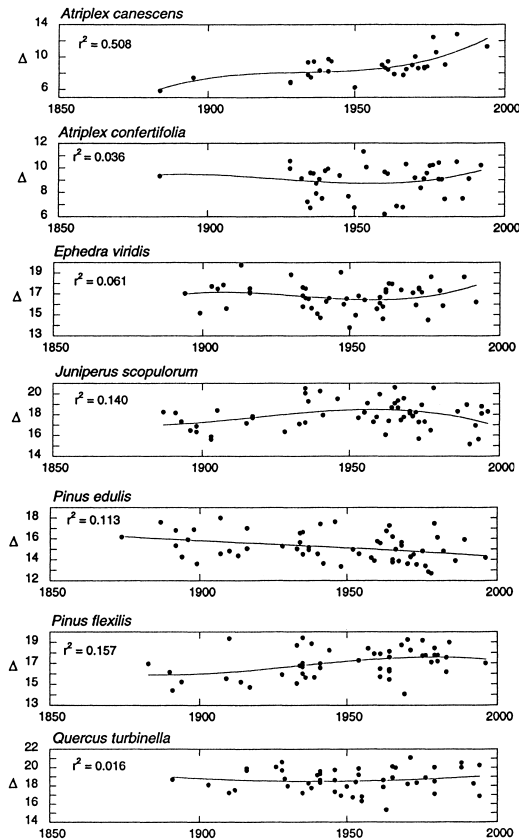 Atriplex canescens
14
12
r² = 0.508
10
Δ
8
6
1850 1900 1950 2000
Atriplex confertifolia
12
r² = 0.036
10
Δ
8
6
1850 1900 1950 2000
Ephedra viridis
19
r² = 0.061
17
Δ
15
13
1850 1900 1950 2000
Juniperus scopulorum
20
r² = 0.140
18
Δ
16
14
1850 1900 1950 2000
Pinus edulis
18
r² = 0.113
16
Δ
14
12
1850 1900 1950 2000
Pinus flexilis
19
r² = 0.157
17
Δ
15
13
1850 1900 1950 2000
Quercus turbinella
22
r² = 0.016
20
Δ
18
16
14
1850 1900 1950 2000